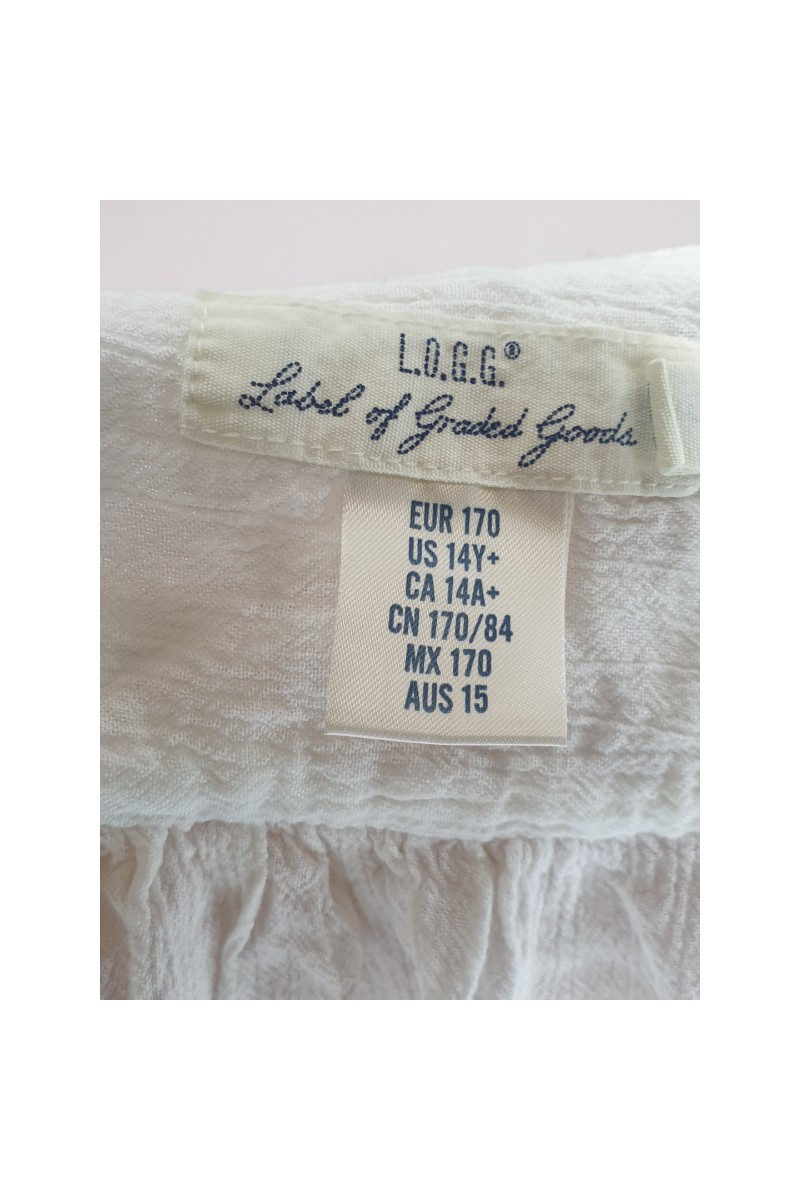 L.O.G.G.®
Label of Graded Goods
EUR 170
US 14Y+
CA 14A+
CN 170/84
MX 170
AUS 15